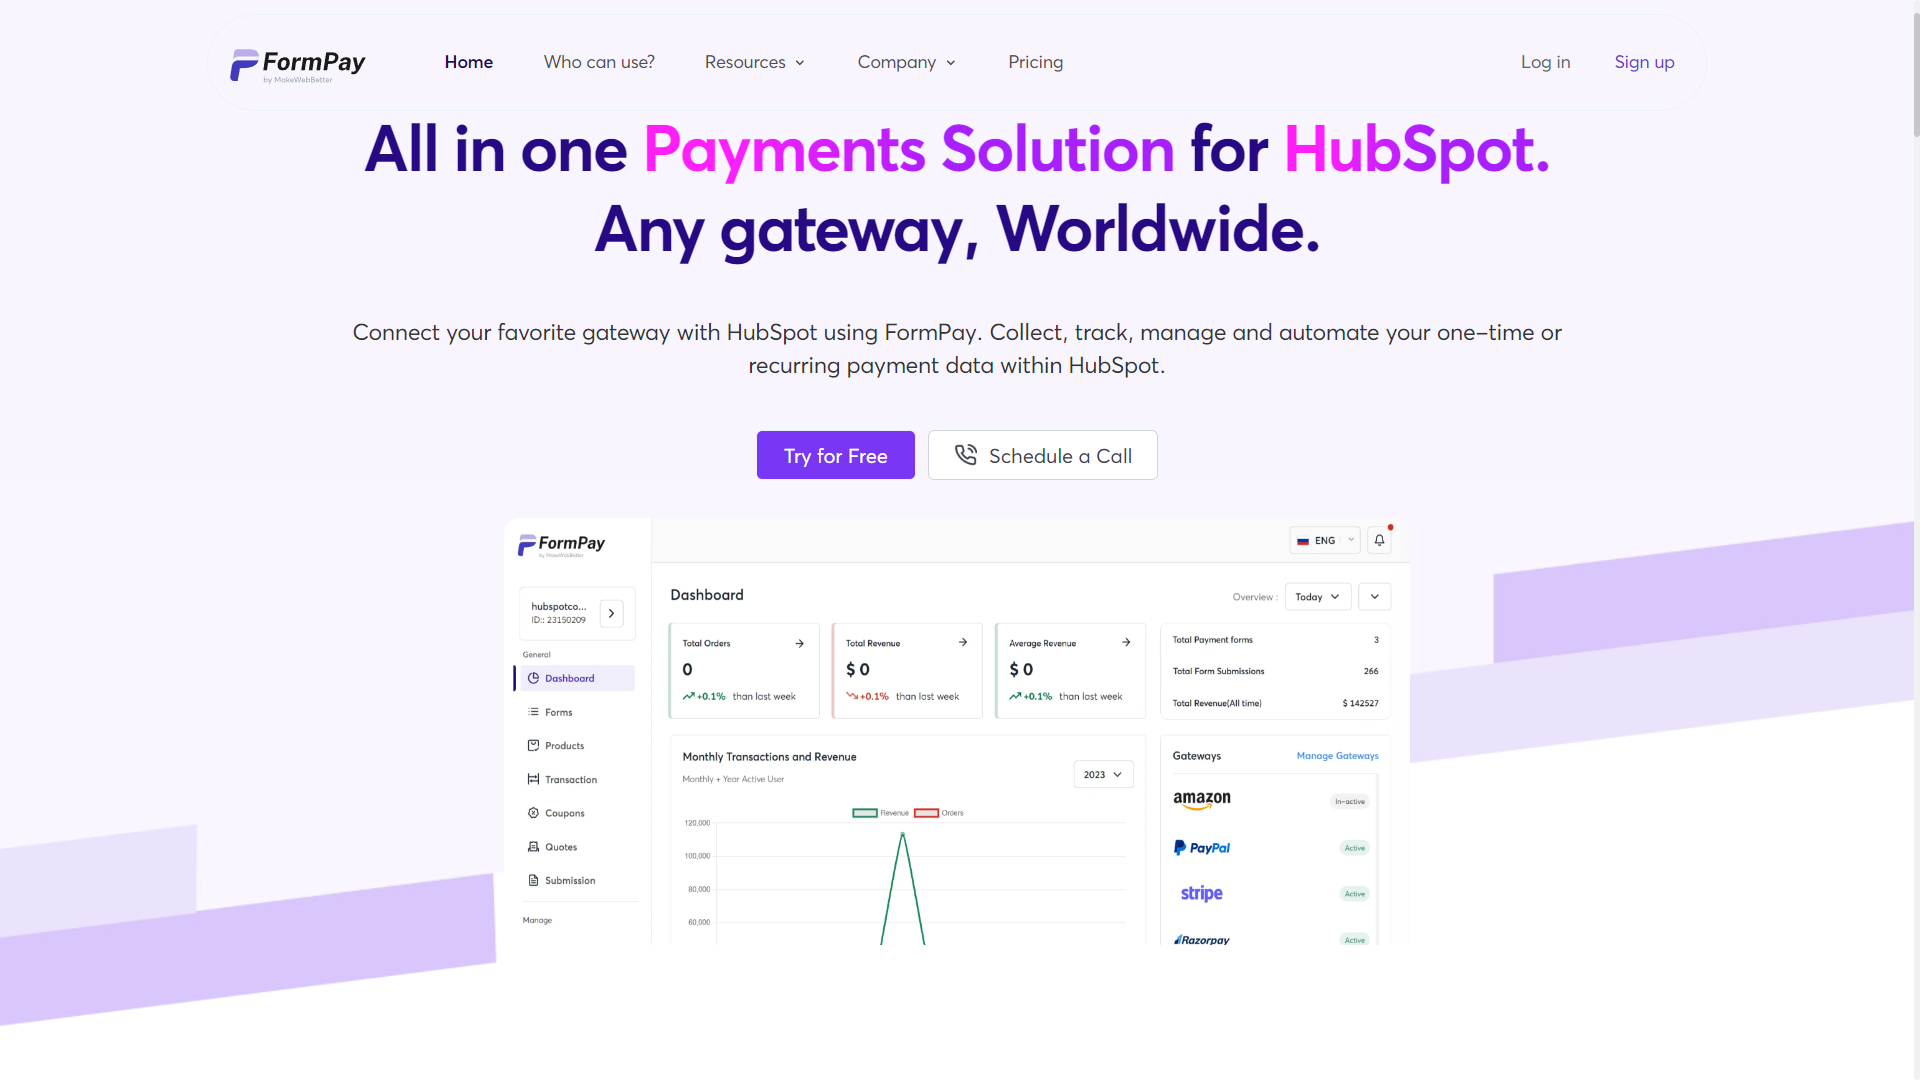 FormPay
by MakeWebBetter
Home
Who can use?
Resources
Company
Pricing
Log in
Sign up
All in one Payments Solution for HubSpot.
Any gateway, Worldwide.
Connect your favorite gateway with HubSpot using FormPay. Collect, track, manage and automate your one-time or
recurring payment data within HubSpot.
Try for Free
Schedule a Call
FormPay
by MakeWebBetter
ENG
hubspotco...
ID:: 23150209
General
Dashboard
Forms
Products
Transaction
Coupons
Quotes
Submission
Manage
Dashboard
Overview :
Today
Total Orders
0
+0.1% than last week
Total Revenue
$ 0
+0.1% than last week
Average Revenue
$ 0
+0.1% than last week
Total Payment forms 3
Total Form Submissions 266
Total Revenue(All time) $ 142527
Monthly Transactions and Revenue
Monthly + Year Active User
2023
Revenue
Orders
120,000
100,000
80,000
60,000
Gateways
Manage Gateways
amazon
In-active
PayPal
Active
stripe
Active
Razorpay
Active